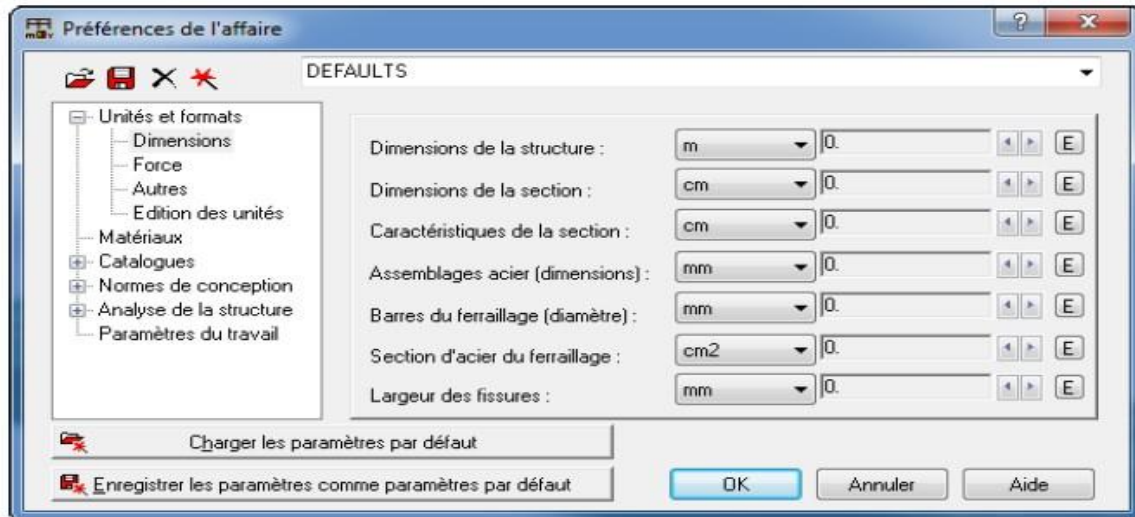 Préférences de l'affaire
DEFAULTS
Unités et formats
Dimensions
Force
Autres
Edition des unités
Matériaux
Catalogues
Normes de conception
Analyse de la structure
Paramètres du travail
Dimensions de la structure : m 0. E
Dimensions de la section : cm 0. E
Caractéristiques de la section : cm 0. E
Assemblages acier (dimensions) : mm 0. E
Barres du ferraillage (diamètre) : mm 0. E
Section d'acier du ferraillage : cm2 0. E
Largeur des fissures : mm 0. E
Charger les paramètres par défaut
Enregistrer les paramètres comme paramètres par défaut
OK Annuler Aide